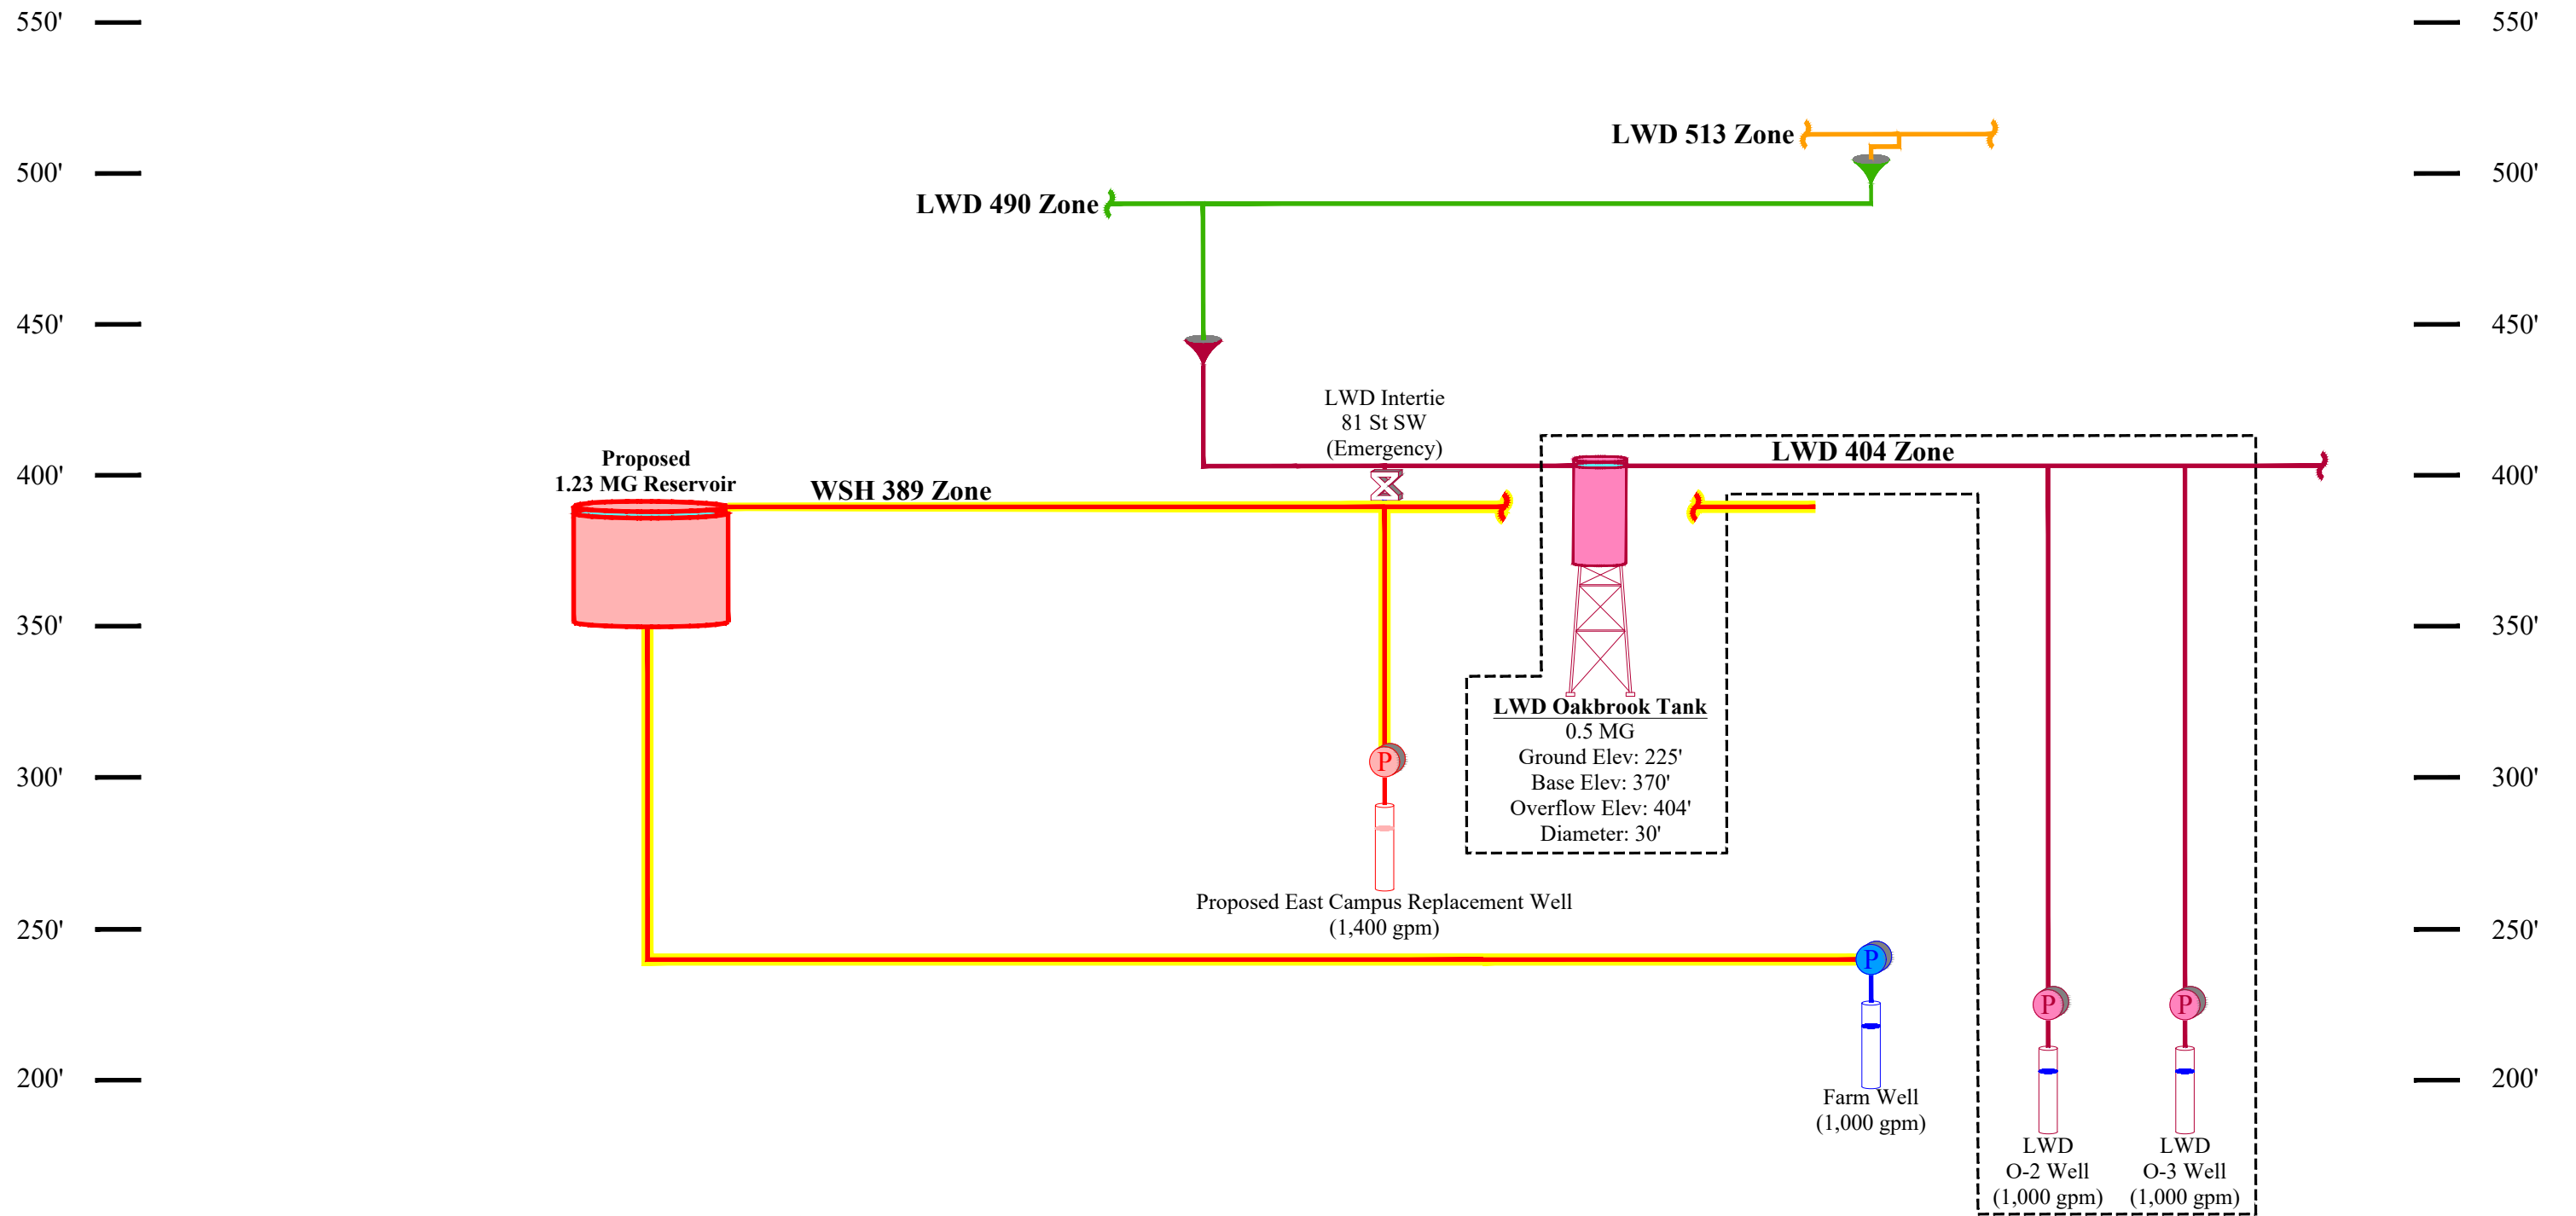 550'
550'
LWD 513 Zone
500'
500'
LWD 490 Zone
450'
450'
LWD Intertie
81 St SW
(Emergency)
LWD 404 Zone
Proposed
1.23 MG Reservoir
400'
400'
WSH 389 Zone
350'
350'
LWD Oakbrook Tank
0.5 MG
Ground Elev: 225'
Base Elev: 370'
Overflow Elev: 404'
Diameter: 30'
P
300'
300'
Proposed East Campus Replacement Well
(1,400 gpm)
250'
250'
P
P
P
200'
200'
Farm Well
(1,000 gpm)
LWD
O-2 Well
(1,000 gpm)
LWD
O-3 Well
(1,000 gpm)